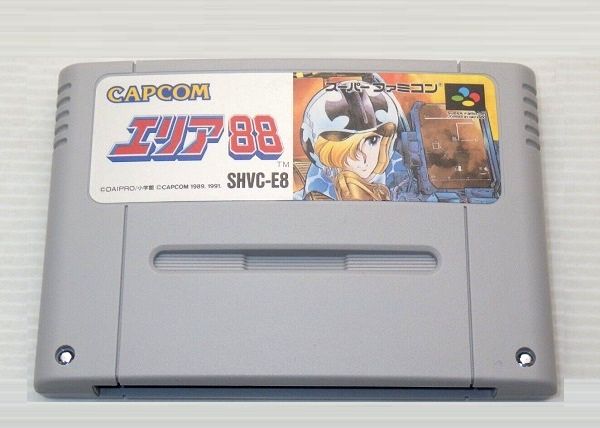 CAPCOM
エリア88
TM
SHVC-E8
©DAIPRO/小学館 ©CAPCOM 1989. 1991.
スーパーファミコン